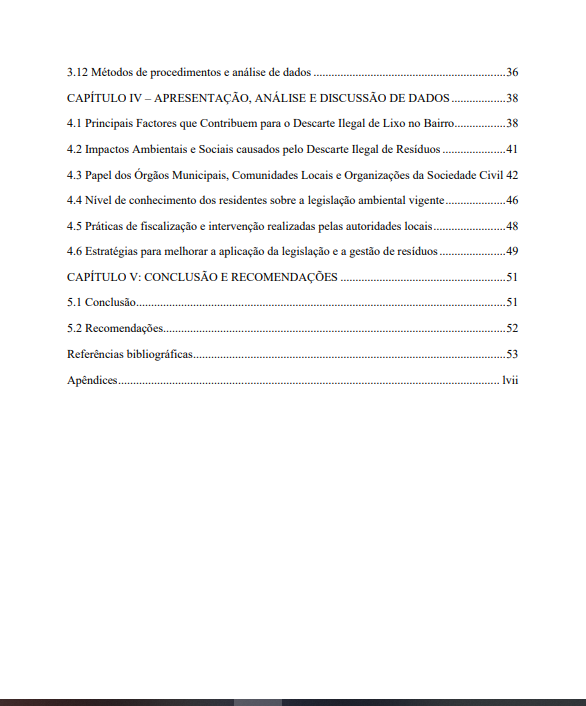 3.12 Métodos de procedimentos e análise de dados ................................................................36
CAPÍTULO IV – APRESENTAÇÃO, ANÁLISE E DISCUSSÃO DE DADOS ..................38
4.1 Principais Factores que Contribuem para o Descarte Ilegal de Lixo no Bairro.................38
4.2 Impactos Ambientais e Sociais causados pelo Descarte Ilegal de Resíduos .....................41
4.3 Papel dos Órgãos Municipais, Comunidades Locais e Organizações da Sociedade Civil 42
4.4 Nível de conhecimento dos residentes sobre a legislação ambiental vigente....................46
4.5 Práticas de fiscalização e intervenção realizadas pelas autoridades locais........................48
4.6 Estratégias para melhorar a aplicação da legislação e a gestão de resíduos ......................49
CAPÍTULO V: CONCLUSÃO E RECOMENDAÇÕES .......................................................51
5.1 Conclusão...........................................................................................................................51
5.2 Recomendações..................................................................................................................52
Referências bibliográficas........................................................................................................53
Apêndices............................................................................................................................... lvii